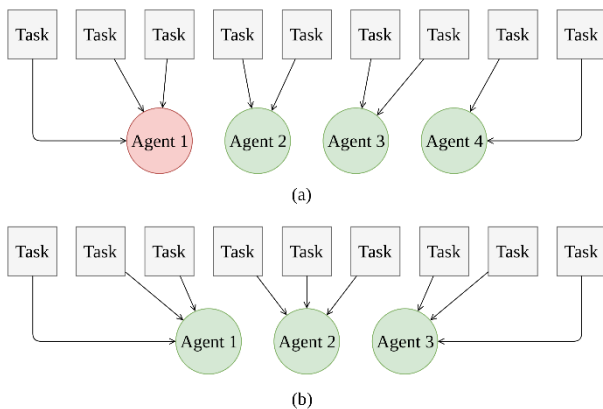 Task Task Task Task Task Task Task Task Task
Agent 1 Agent 2 Agent 3 Agent 4
(a)
Task Task Task Task Task Task Task Task Task
Agent 1 Agent 2 Agent 3
(b)